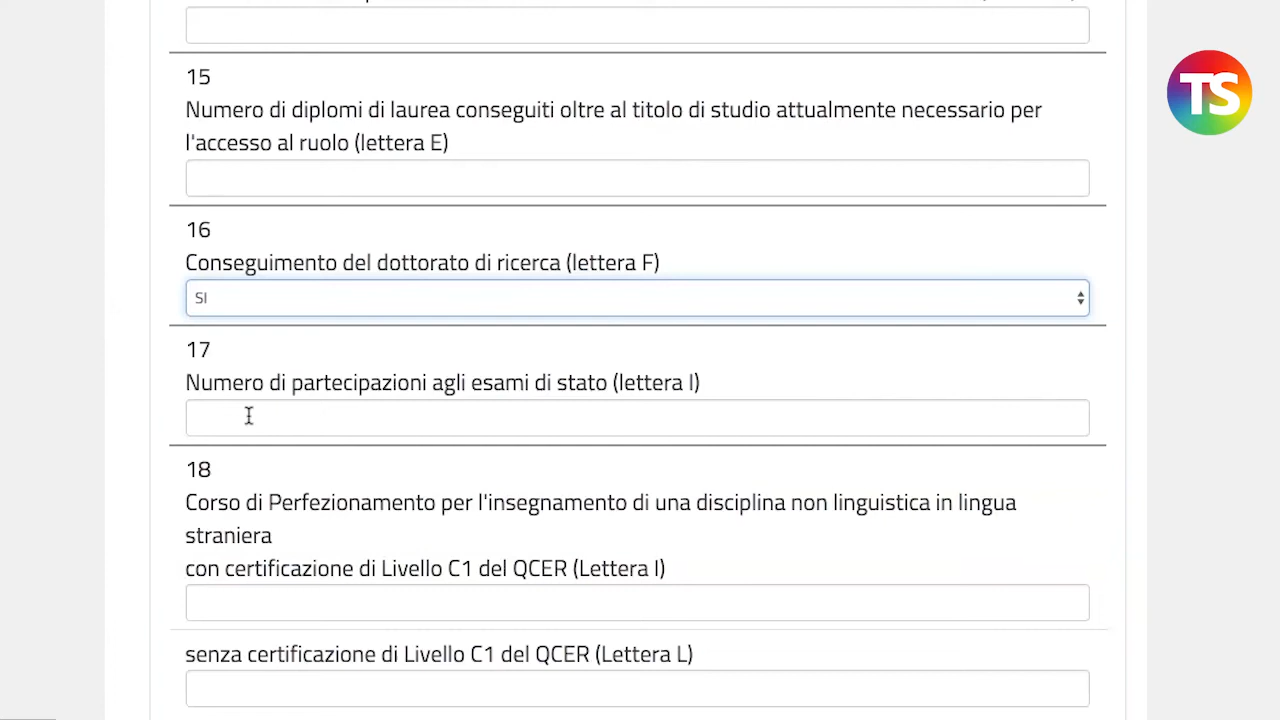 15
Numero di diplomi di laurea conseguiti oltre al titolo di studio attualmente necessario per
l'accesso al ruolo (lettera E)
16
Conseguimento del dottorato di ricerca (lettera F)
SI
17
Numero di partecipazioni agli esami di stato (lettera I)
18
Corso di Perfezionamento per l'insegnamento di una disciplina non linguistica in lingua
straniera
con certificazione di Livello C1 del QCER (Lettera I)
senza certificazione di Livello C1 del QCER (Lettera L)
TS